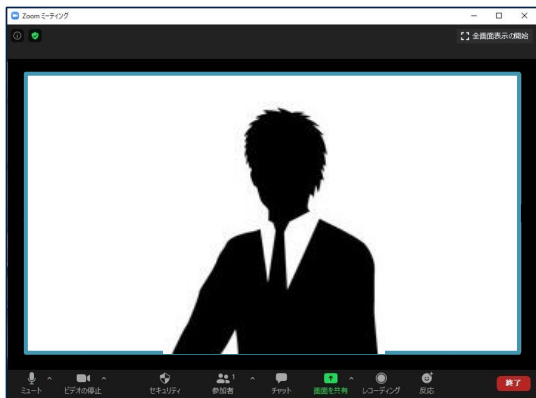 Zoom ミーティング
全画面表示の開始
ミュート
ビデオの停止
セキュリティ
1
参加者
チャット
画面を共有
レコーディング
反応
終了